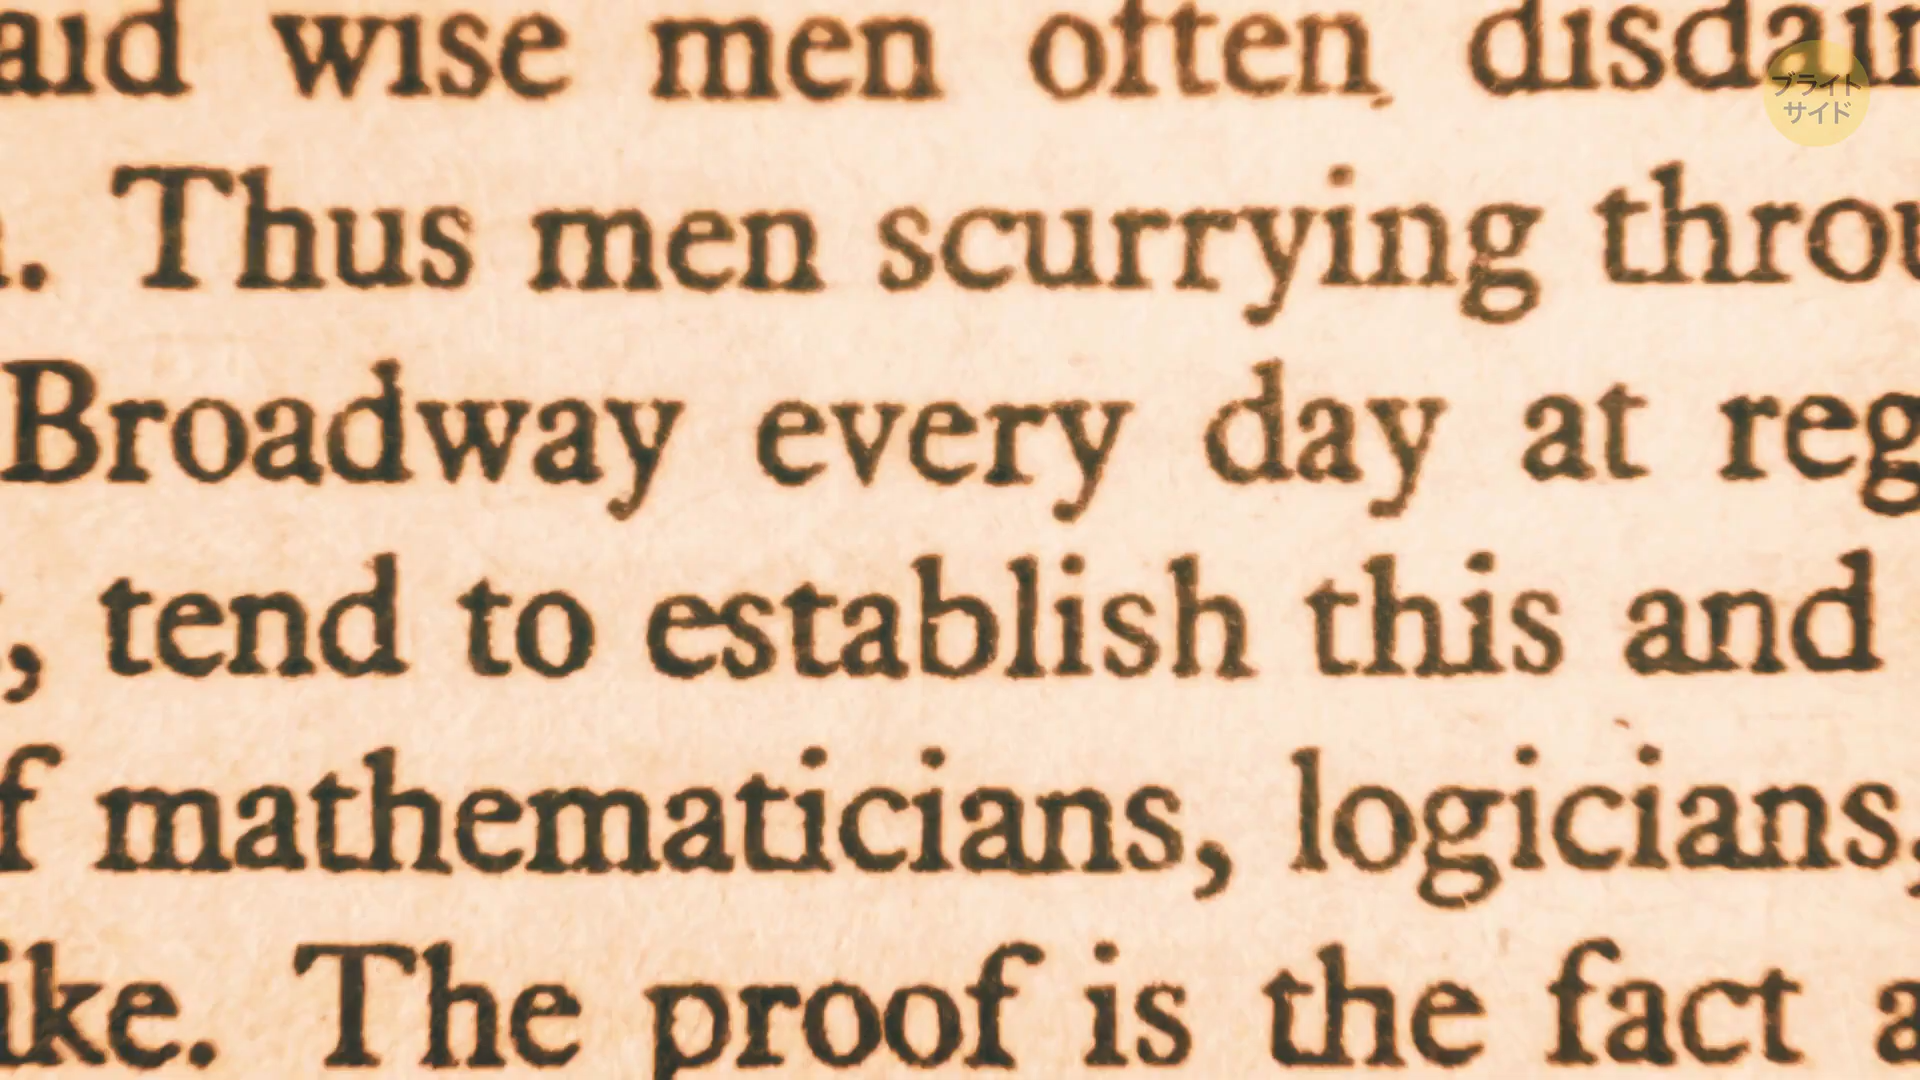 aid wise men often disdain
. Thus men scurrying throu
Broadway every day at reg
, tend to establish this and
f mathematicians, logicians,
ike. The proof is the fact a
ブライト
サイド